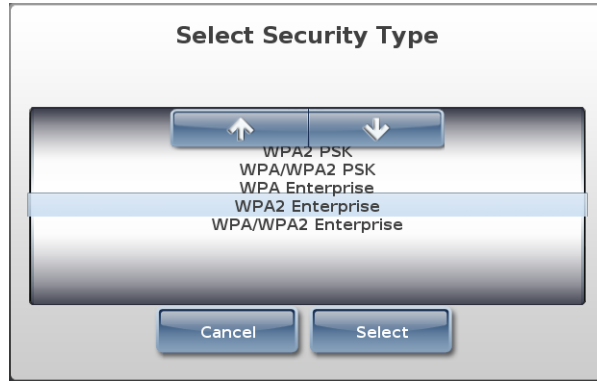 Select Security Type
WPA2 PSK
WPA/WPA2 PSK
WPA Enterprise
WPA2 Enterprise
WPA/WPA2 Enterprise
Cancel
Select